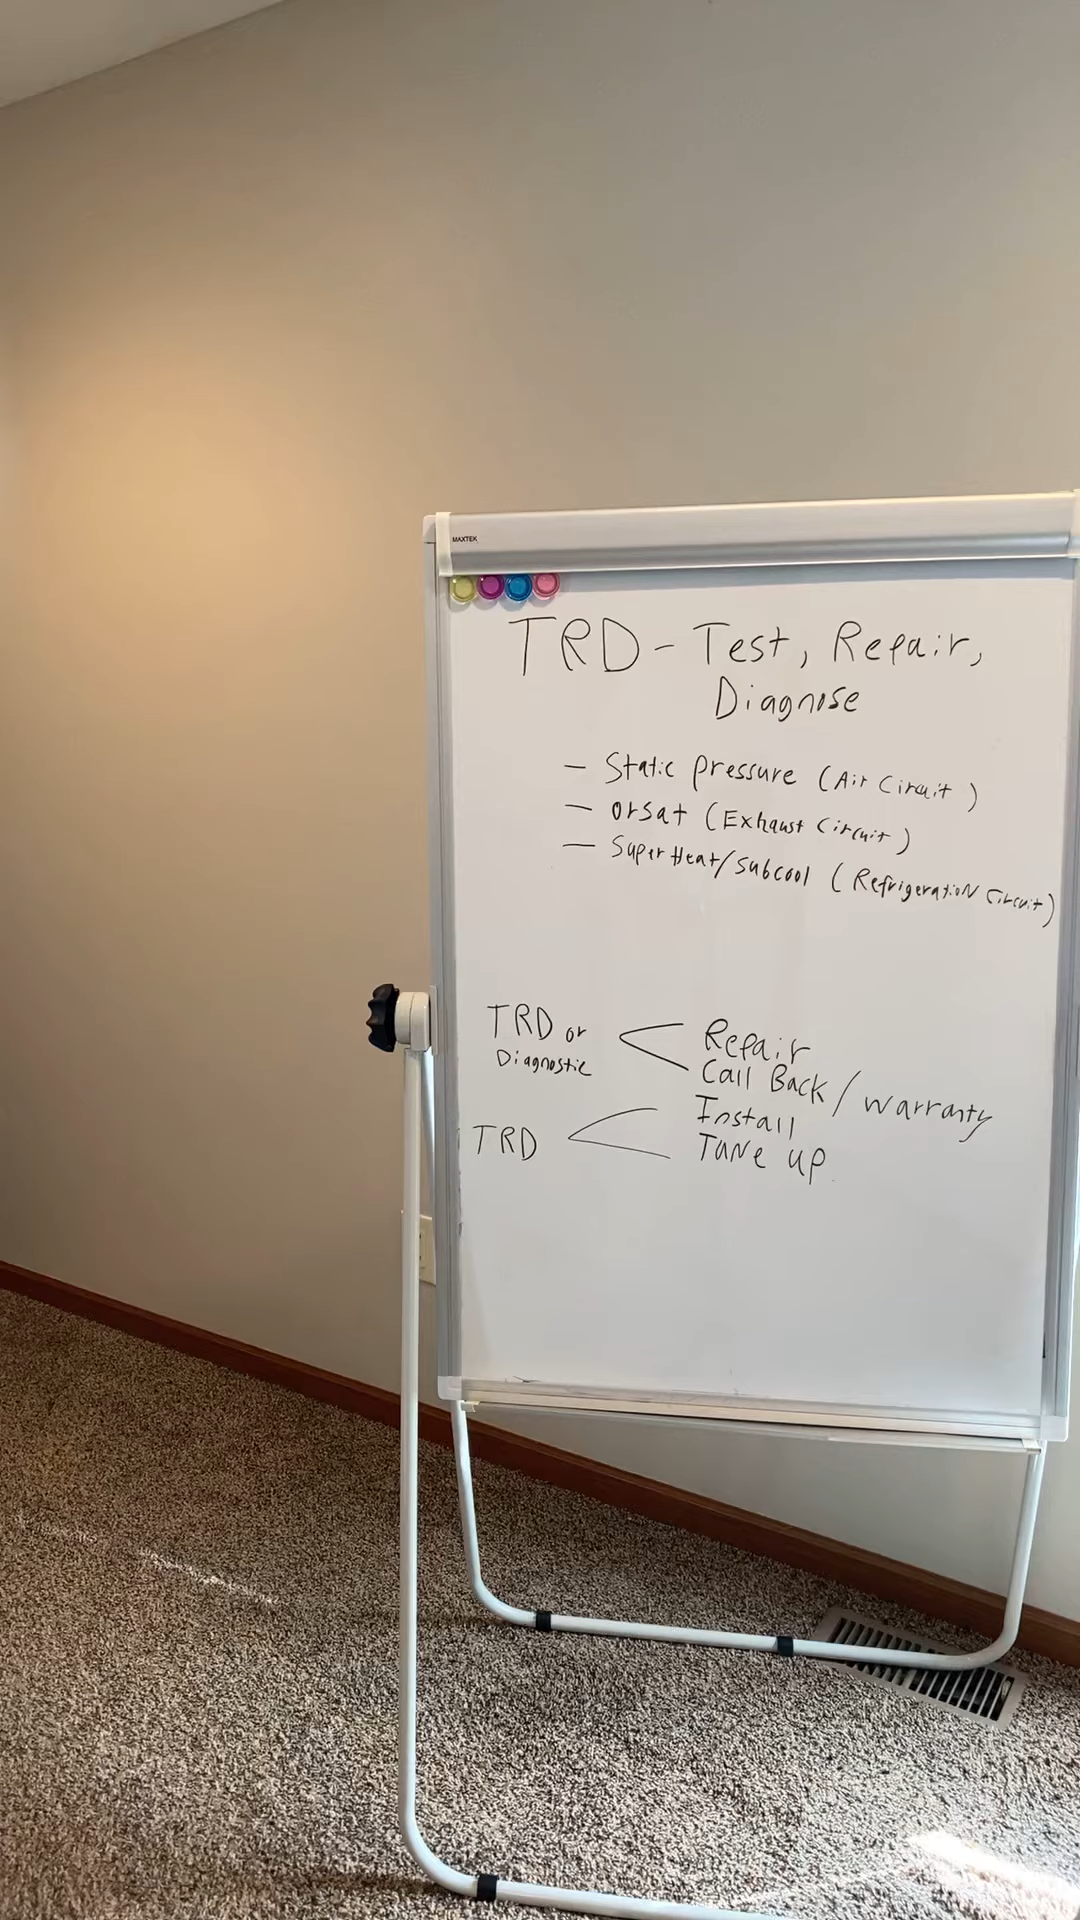 MAXTEK
TRD - Test, Repair,
Diagnose
- Static pressure (Air Circuit)
- orsat (Exhaust Circuit)
- Super Heat/subcool (Refrigeration Circuit)
TRD or
Diagnostic
Repair
Call Back / warranty
TRD
Install
Tune up